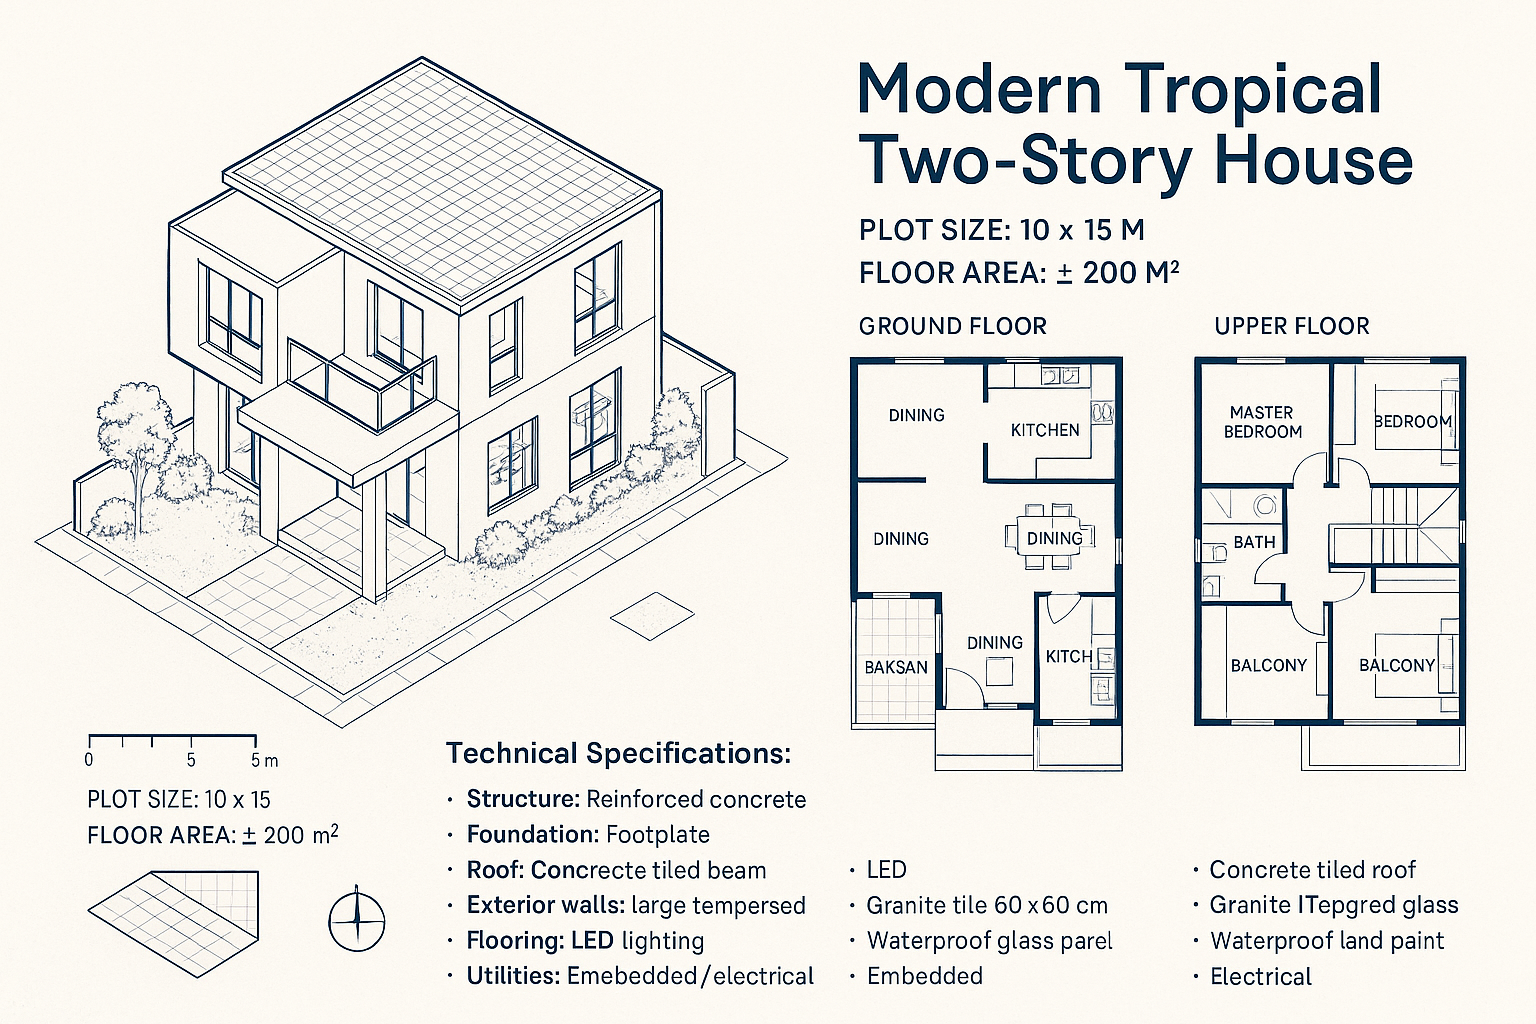 Modern Tropical
Two-Story House
PLOT SIZE: 10 x 15 M
FLOOR AREA: ± 200 M²
GROUND FLOOR
DINING
KITCHEN
DINING
DINING
DINING
KITCH
BAKSAN
UPPER FLOOR
MASTER
BEDROOM
BEDROOM
BATH
BALCONY
BALCONY
0 5 5 m
PLOT SIZE: 10 x 15
FLOOR AREA: ± 200 m²
Technical Specifications:
· Structure: Reinforced concrete
· Foundation: Footplate
· Roof: Concrecte tiled beam
· Exterior walls: large tempersed
· Flooring: LED lighting
· Utilities: Emebedded/electrical
· LED
· Granite tile 60 x 60 cm
· Waterproof glass parel
· Embedded
· Concrete tiled roof
· Granite ITepgred glass
· Waterproof land paint
· Electrical